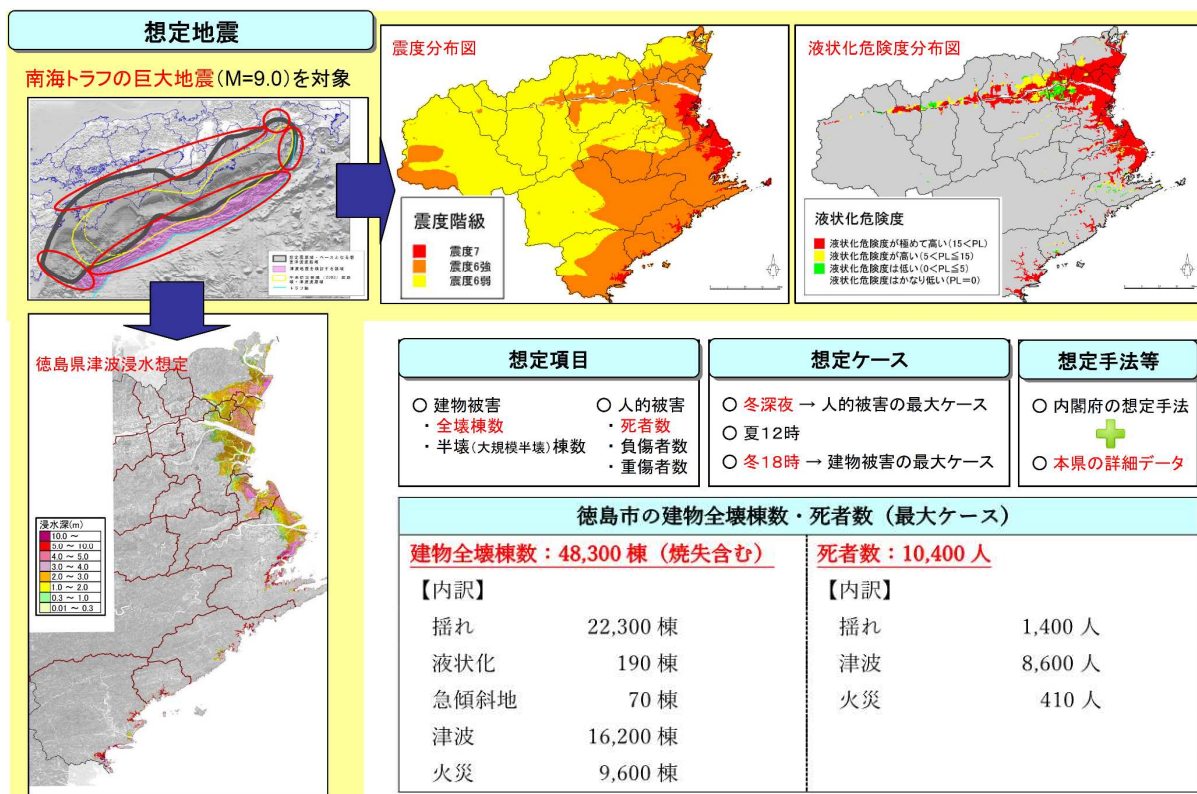 想定地震
南海トラフの巨大地震(M=9.0)を対象
震度分布図
震度階級
震度7
震度6強
震度6弱
液状化危険度分布図
液状化危険度
液状化危険度が極めて高い(15<PL)
液状化危険度が高い(5<PL≦15)
液状化危険度は低い(0<PL≦5)
液状化危険度はかなり低い(PL=0)
徳島県津波浸水想定
浸水深(m)
10.0 ～
5.0 ～ 10.0
4.0 ～ 5.0
3.0 ～ 4.0
2.0 ～ 3.0
1.0 ～ 2.0
0.3 ～ 1.0
0.01 ～ 0.3
想定項目
○ 建物被害
・全壊棟数
・半壊(大規模半壊)棟数
○ 人的被害
・死者数
・負傷者数
・重傷者数
想定ケース
○ 冬深夜 → 人的被害の最大ケース
○ 夏12時
○ 冬18時 → 建物被害の最大ケース
想定手法等
○ 内閣府の想定手法
○ 本県の詳細データ
徳島市の建物全壊棟数・死者数（最大ケース）
建物全壊棟数：48,300 棟（焼失含む）
【内訳】
揺れ 22,300 棟
液状化 190 棟
急傾斜地 70 棟
津波 16,200 棟
火災 9,600 棟
死者数：10,400 人
【内訳】
揺れ 1,400 人
津波 8,600 人
火災 410 人